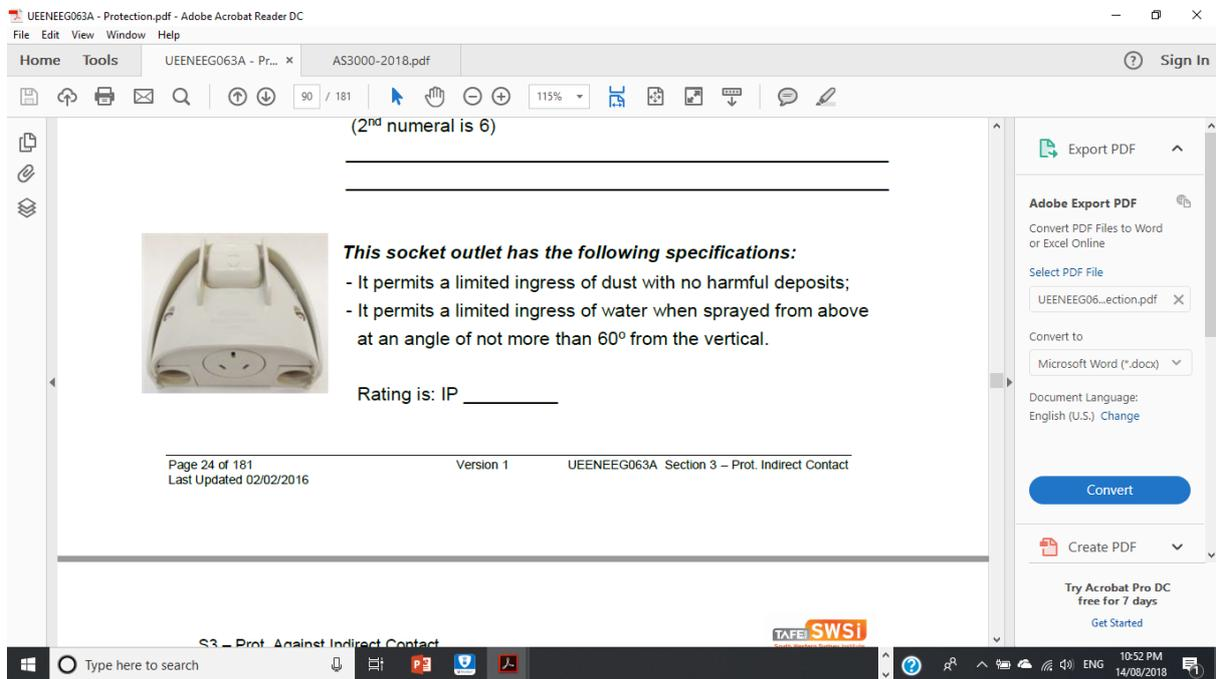 UEENEEG063A - Protection.pdf - Adobe Acrobat Reader DC
File Edit View Window Help
Home Tools UEENEEG063A - Pr... × AS3000-2018.pdf Sign In
90 / 181 115%
(2nd numeral is 6)
This socket outlet has the following specifications:
- It permits a limited ingress of dust with no harmful deposits;
- It permits a limited ingress of water when sprayed from above
at an angle of not more than 60º from the vertical.
Rating is: IP _________
Page 24 of 181 Version 1 UEENEEG063A Section 3 – Prot. Indirect Contact
Last Updated 02/02/2016
S3 – Prot. Against Indirect Contact
TAFE SWSi
South Western Sydney Institute
Export PDF
Adobe Export PDF
Convert PDF Files to Word
or Excel Online
Select PDF File
UEENEEG06...ection.pdf
Convert to
Microsoft Word (*.docx)
Document Language:
English (U.S.) Change
Convert
Create PDF
Try Acrobat Pro DC
free for 7 days
Get Started
Type here to search
ENG
10:52 PM
14/08/2018
1